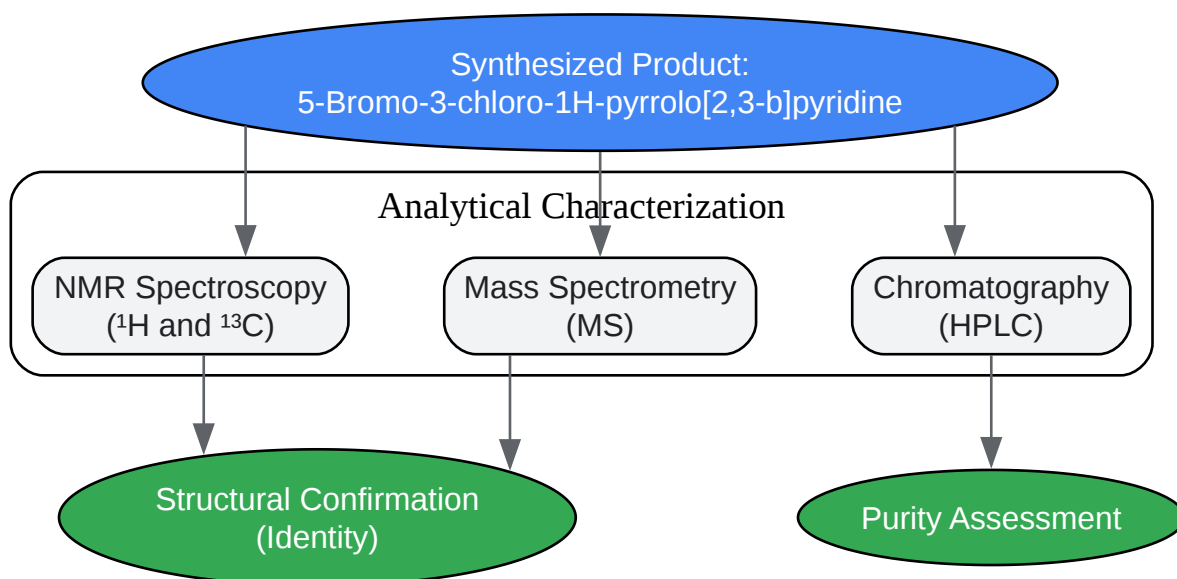 Synthesized Product:
5-Bromo-3-chloro-1H-pyrrolo[2,3-b]pyridine
Analytical Characterization
NMR Spectroscopy
(¹H and ¹³C)
Mass Spectrometry
(MS)
Chromatography
(HPLC)
Structural Confirmation
(Identity)
Purity Assessment